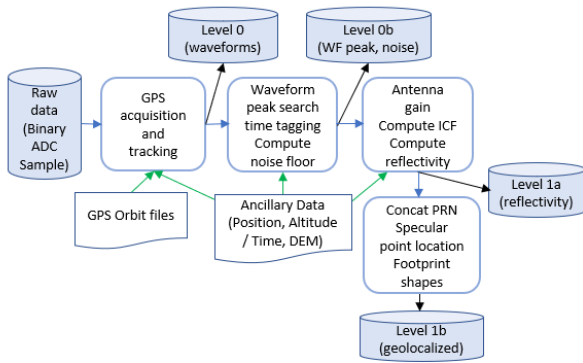 Level 0
(waveforms)
Level 0b
(WF peak, noise)
Raw
data
(Binary
ADC
Sample)
GPS
acquisition
and
tracking
Waveform
peak search
time tagging
Compute
noise floor
Antenna
gain
Compute ICF
Compute
reflectivity
GPS Orbit files
Ancillary Data
(Position, Altitude
/ Time, DEM)
Level 1a
(reflectivity)
Concat PRN
Specular
point location
Footprint
shapes
Level 1b
(geolocalized)